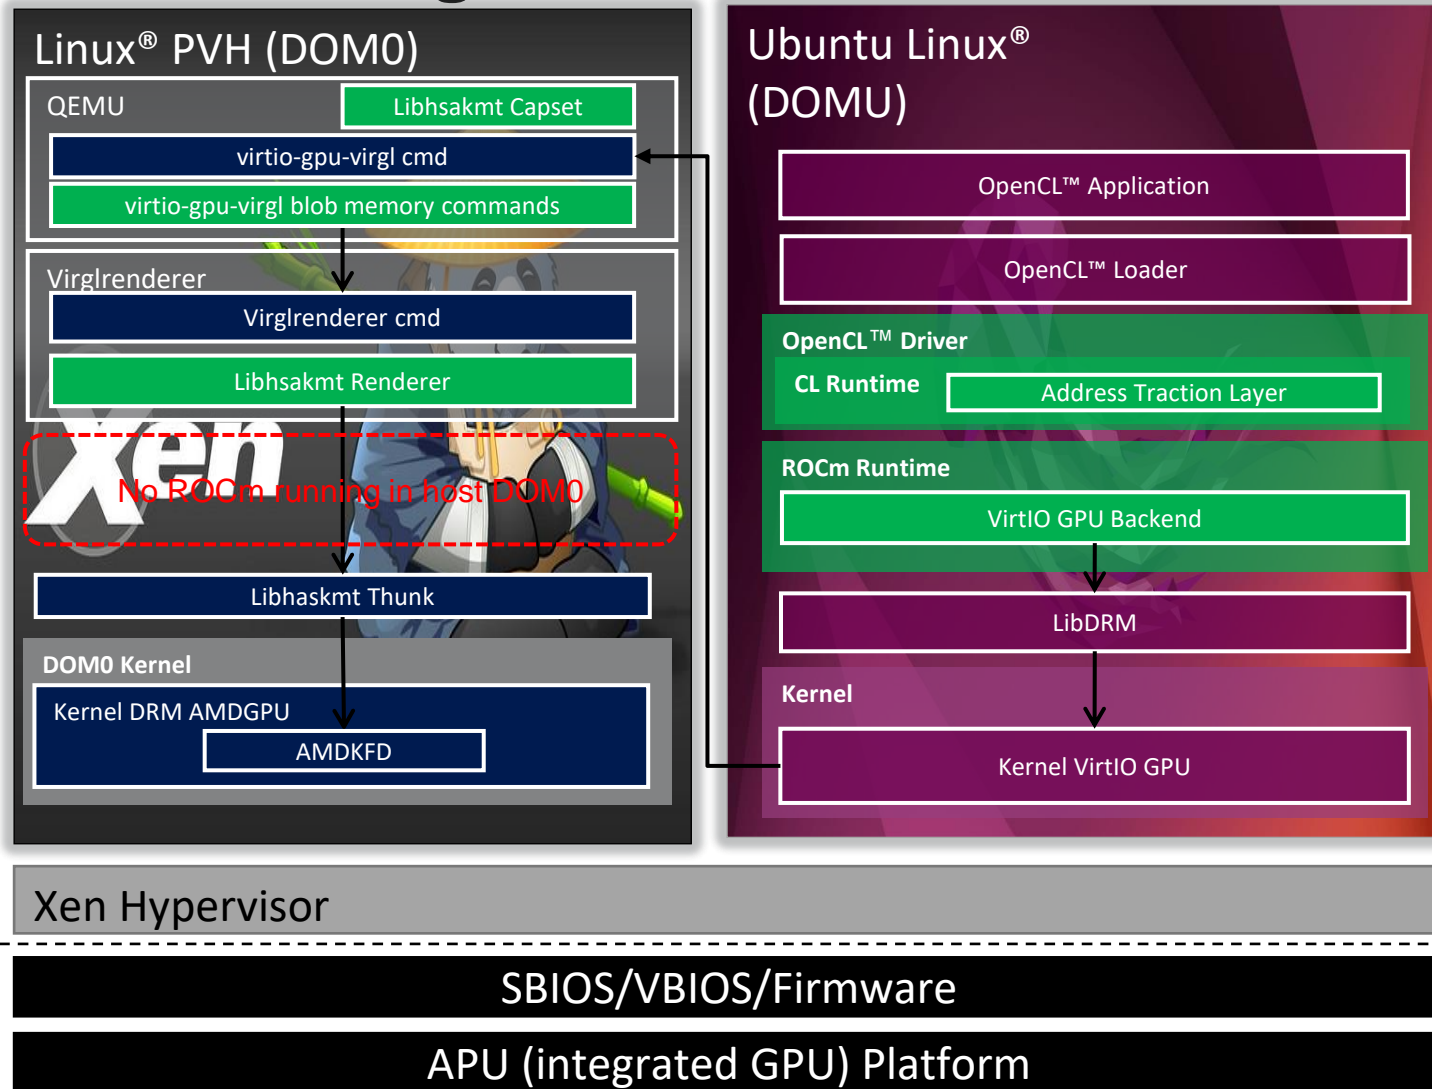 Linux® PVH (DOM0)
QEMU
Libhsakmt Capset
virtio-gpu-virgl cmd
virtio-gpu-virgl blob memory commands
Virglrenderer
Virglrenderer cmd
Libhsakmt Renderer
Xen
No ROCm running in host DOM0
Libhaskmt Thunk
DOM0 Kernel
Kernel DRM AMDGPU
AMDKFD
Ubuntu Linux®
(DOMU)
OpenCL™ Application
OpenCL™ Loader
OpenCL™ Driver
CL Runtime
Address Traction Layer
ROCm Runtime
VirtIO GPU Backend
LibDRM
Kernel
Kernel VirtIO GPU
Xen Hypervisor
SBIOS/VBIOS/Firmware
APU (integrated GPU) Platform